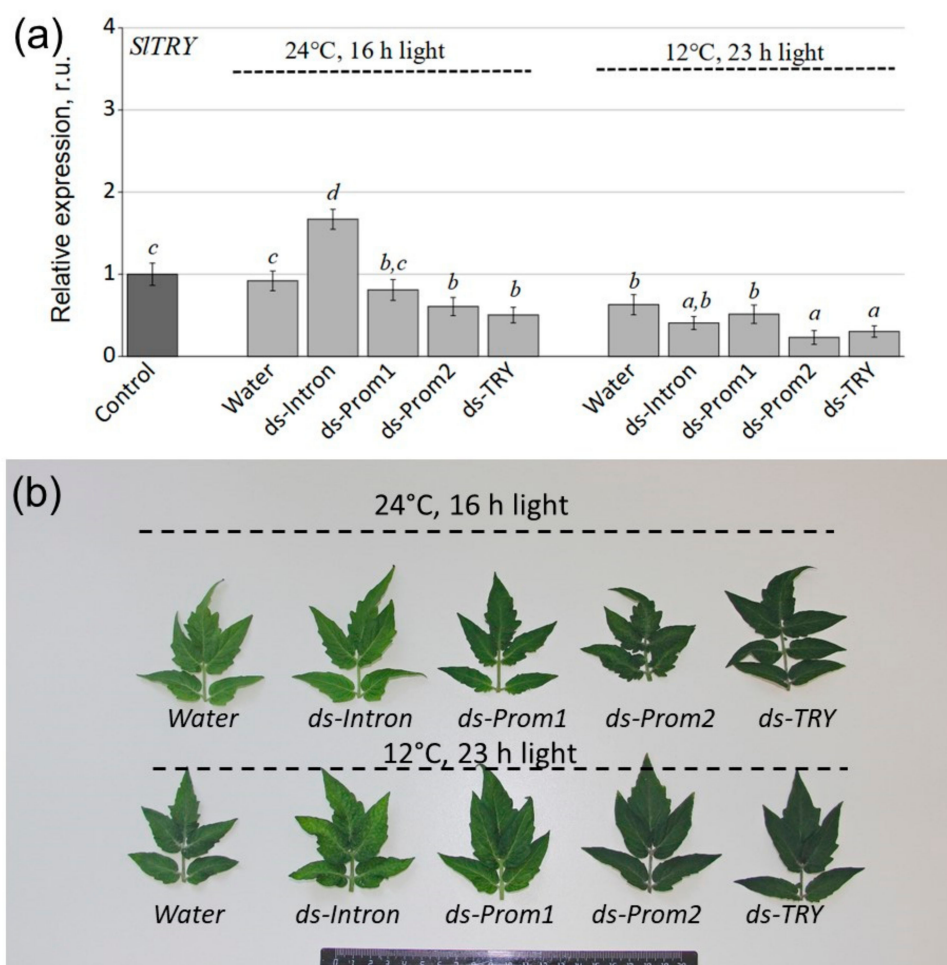 (a)
SlTRY
24°C, 16 h light
12°C, 23 h light
Relative expression, r.u.
4
3
2
1
0
c
c
d
b,c
b
b
b
a,b
b
a
a
Control
Water
ds-Intron
ds-Prom1
ds-Prom2
ds-TRY
Water
ds-Intron
ds-Prom1
ds-Prom2
ds-TRY
(b)
24°C, 16 h light
Water ds-Intron ds-Prom1 ds-Prom2 ds-TRY
12°C, 23 h light
Water ds-Intron ds-Prom1 ds-Prom2 ds-TRY